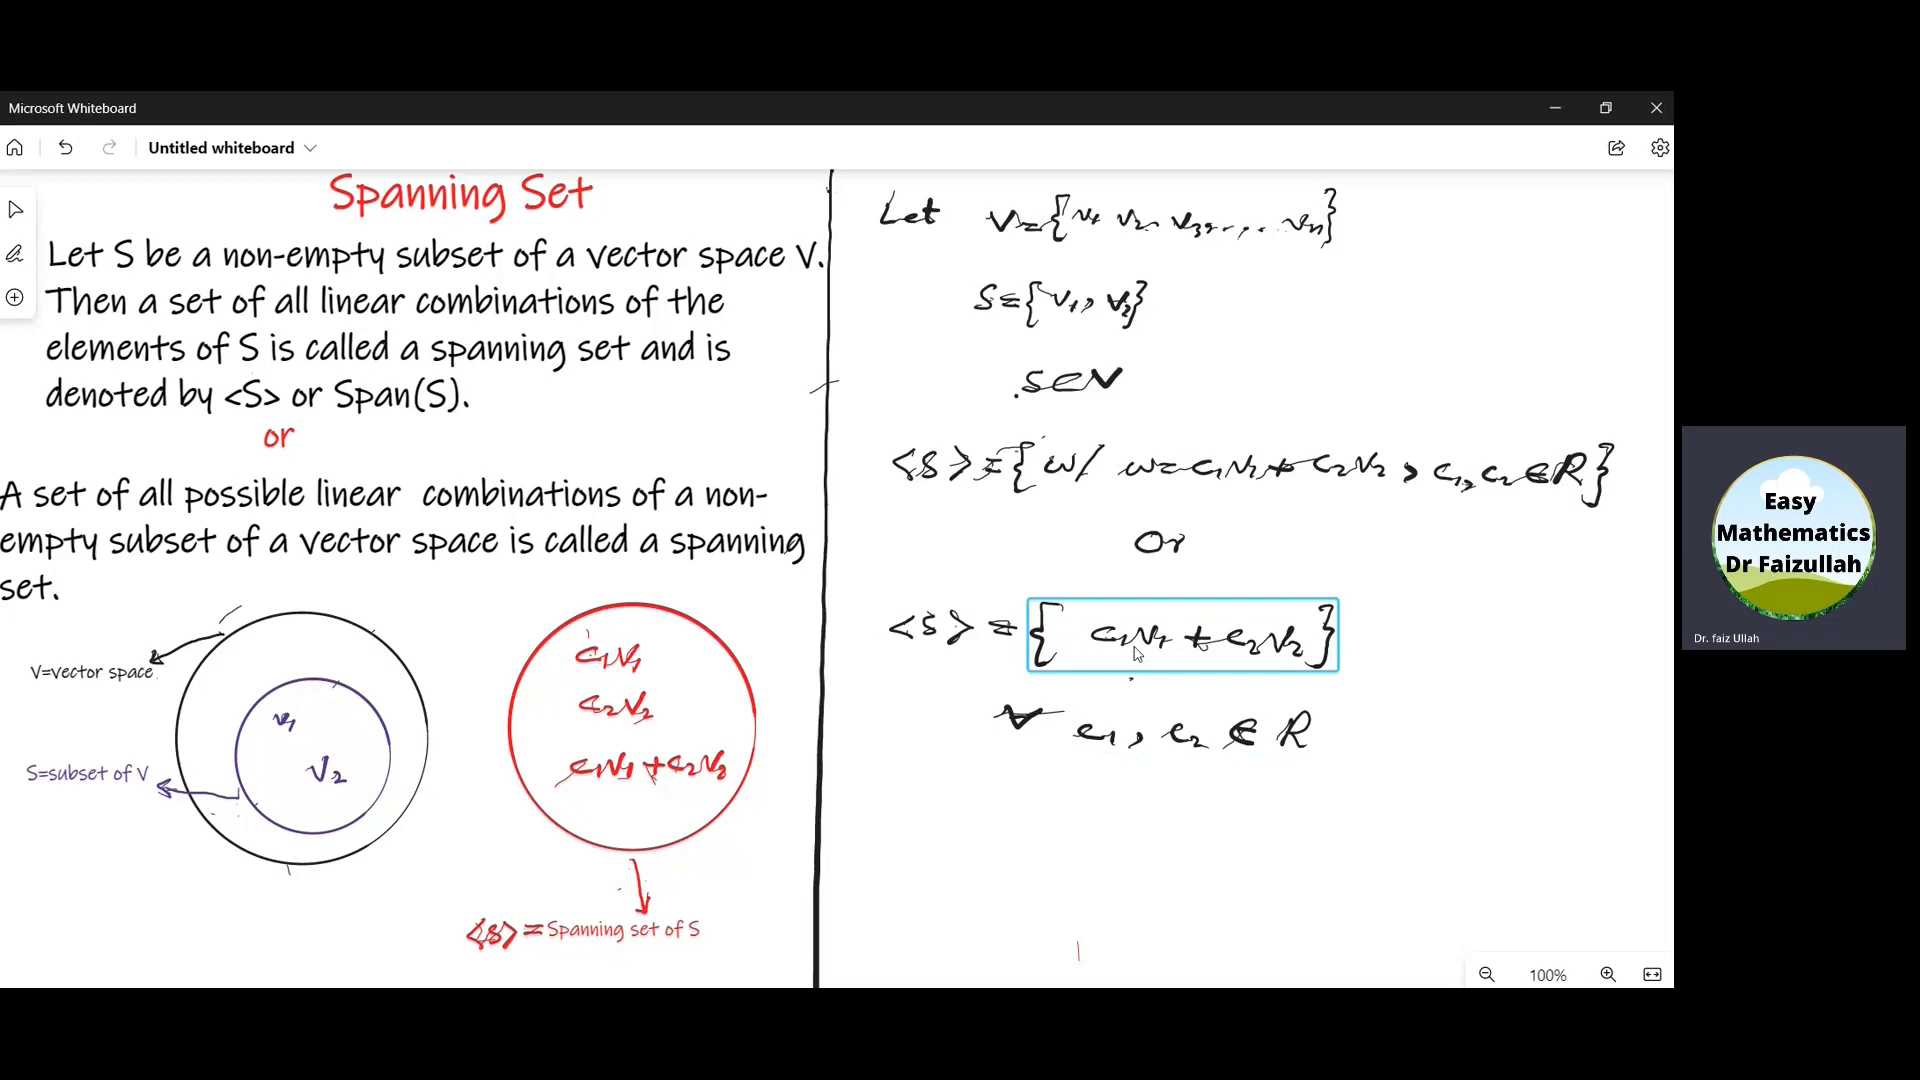 Microsoft Whiteboard
Untitled whiteboard
Spanning Set
Let S be a non-empty subset of a vector space V.
Then a set of all linear combinations of the
elements of S is called a spanning set and is
denoted by <S> or Span(S).
or
A set of all possible linear combinations of a non-
empty subset of a vector space is called a spanning
set.
V=vector space
S=subset of V
v₁
v₂
c₁v₁
c₂v₂
c₁v₁+c₂v₂
<S> = Spanning set of S
Let V={v₁, v₂, v₃, ..., vₙ}
S={v₁, v₂}
S⊂V
<S>={w/ w=c₁v₁+c₂v₂, c₁, c₂ ∈ R}
Or
<S> = {c₁v₁+c₂v₂}
∀ c₁, c₂ ∈ R
100%
Easy
Mathematics
Dr Faizullah
Dr. faiz Ullah